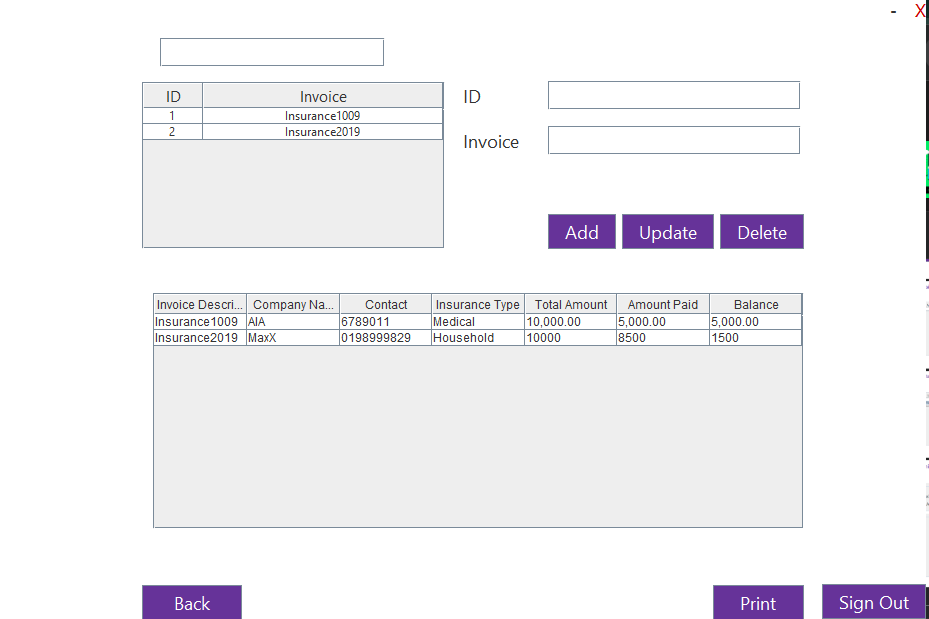 - X
ID Invoice
1 Insurance1009
2 Insurance2019
ID
Invoice
Add Update Delete
Invoice Descri... Company Na... Contact Insurance Type Total Amount Amount Paid Balance
Insurance1009 AIA 6789011 Medical 10,000.00 5,000.00 5,000.00
Insurance2019 MaxX 0198999829 Household 10000 8500 1500
Back Print Sign Out